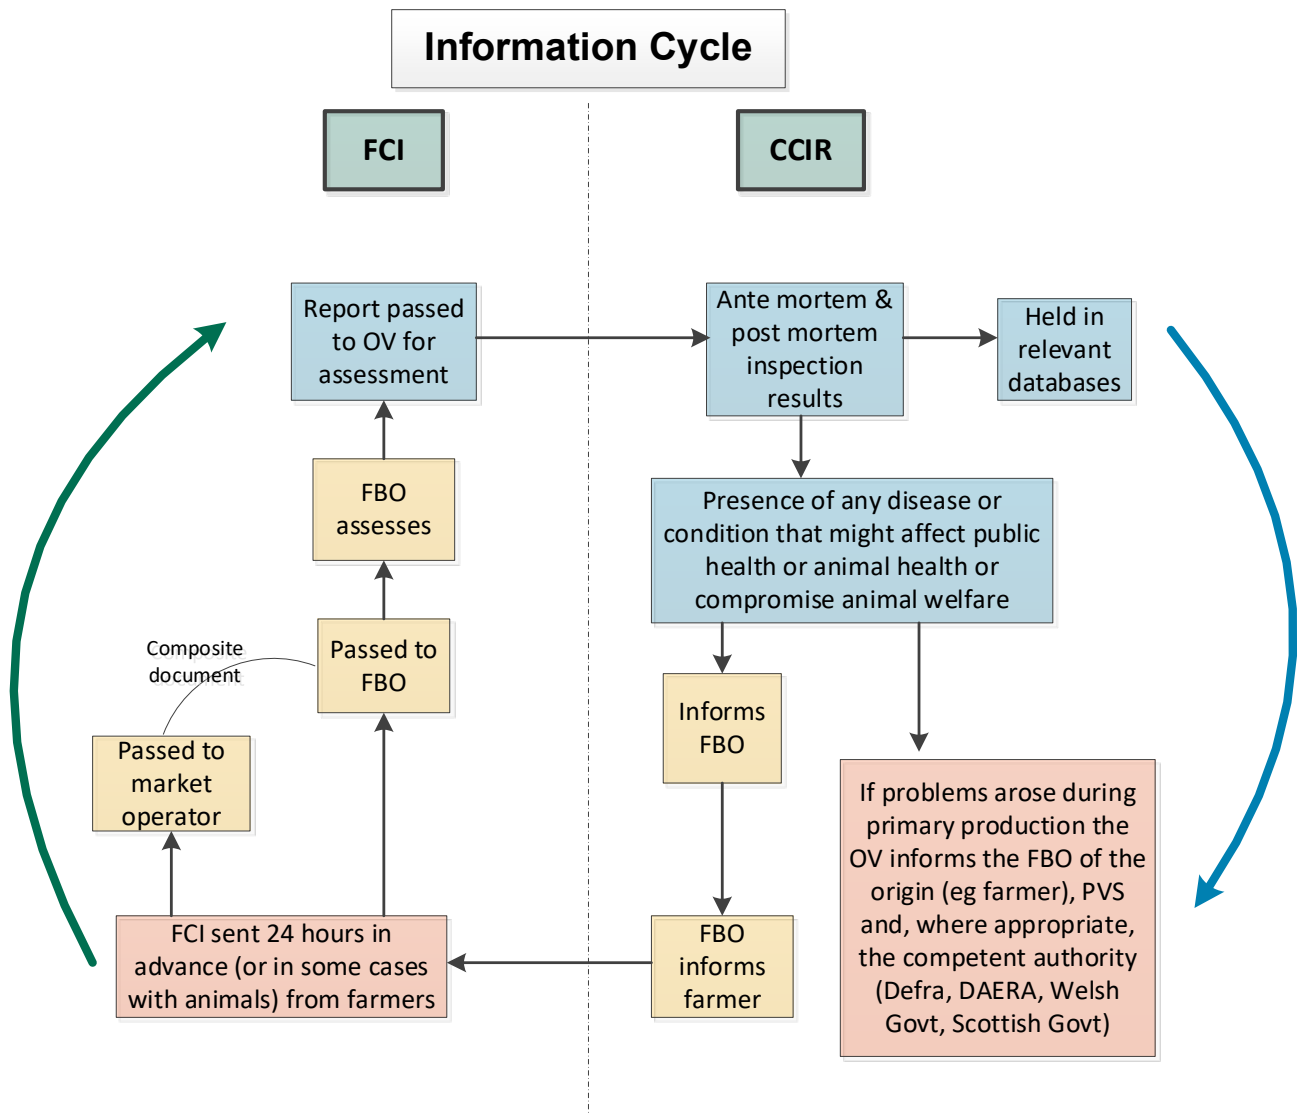 Information Cycle
FCI
CCIR
Report passed
to OV for
assessment
Ante mortem &
post mortem
inspection
results
Held in
relevant
databases
FBO
assesses
Presence of any disease or
condition that might affect public
health or animal health or
compromise animal welfare
Composite
document
Passed to
FBO
Informs
FBO
Passed to
market
operator
If problems arose during
primary production the
OV informs the FBO of the
origin (eg farmer), PVS
and, where appropriate,
the competent authority
(Defra, DAERA, Welsh
Govt, Scottish Govt)
FCI sent 24 hours in
advance (or in some cases
with animals) from farmers
FBO
informs
farmer